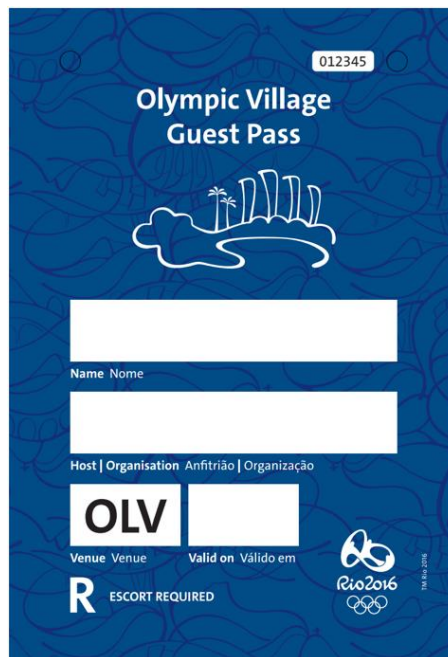 012345
Olympic Village
Guest Pass
Name Nome
Host | Organisation Anfitrião | Organização
OLV
Venue Venue
Valid on Válido em
R ESCORT REQUIRED
Rio2016
TM Rio 2016